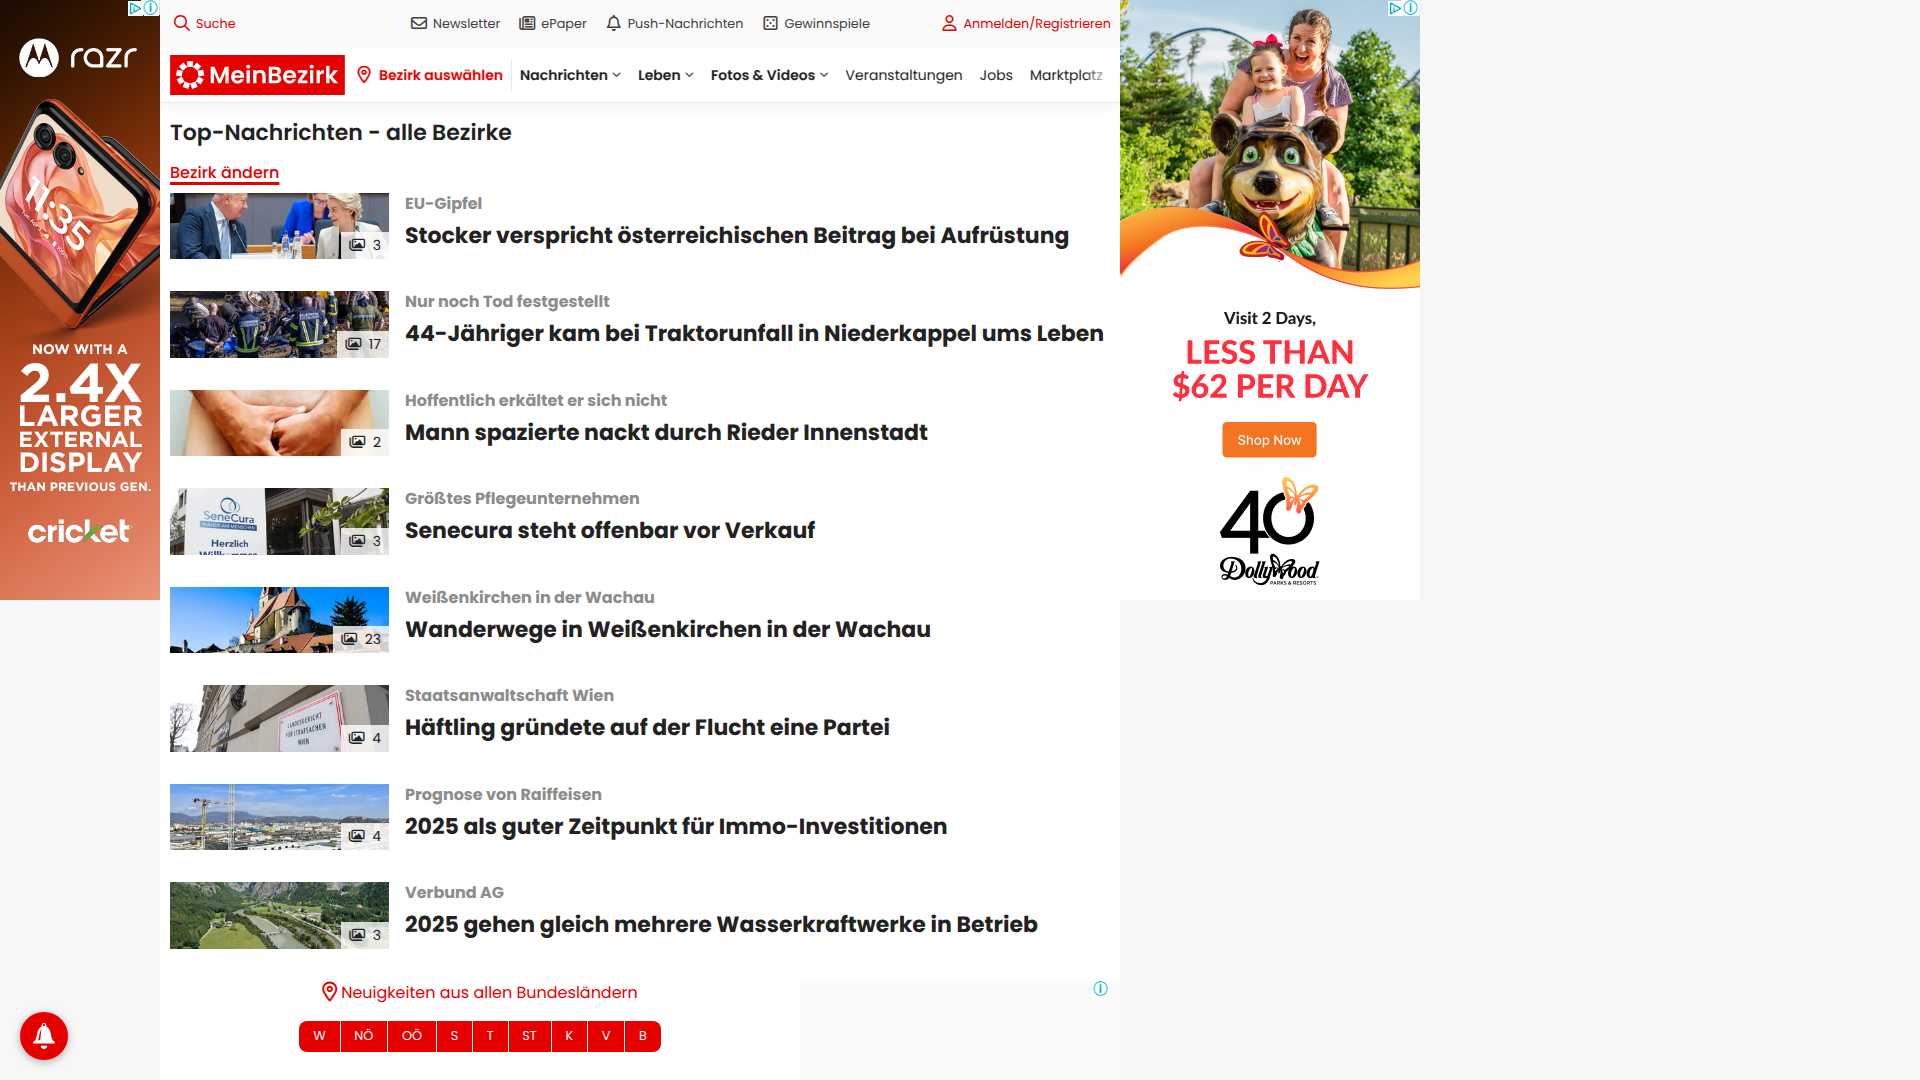 razr
11:35
NOW WITH A
2.4X
LARGER
EXTERNAL
DISPLAY
THAN PREVIOUS GEN.
cricket
Suche
Newsletter
ePaper
Push-Nachrichten
Gewinnspiele
Anmelden/Registrieren
MeinBezirk
Bezirk auswählen
Nachrichten
Leben
Fotos & Videos
Veranstaltungen
Jobs
Marktplatz
Top-Nachrichten - alle Bezirke
Bezirk ändern
3
EU-Gipfel
Stocker verspricht österreichischen Beitrag bei Aufrüstung
17
Nur noch Tod festgestellt
44-Jähriger kam bei Traktorunfall in Niederkappel ums Leben
2
Hoffentlich erkältet er sich nicht
Mann spazierte nackt durch Rieder Innenstadt
SeneCura
Herzlich
3
Größtes Pflegeunternehmen
Senecura steht offenbar vor Verkauf
23
Weißenkirchen in der Wachau
Wanderwege in Weißenkirchen in der Wachau
LANDESGERICHT
FÜR STRAFSACHEN
WIEN
4
Staatsanwaltschaft Wien
Häftling gründete auf der Flucht eine Partei
4
Prognose von Raiffeisen
2025 als guter Zeitpunkt für Immo-Investitionen
3
Verbund AG
2025 gehen gleich mehrere Wasserkraftwerke in Betrieb
Neuigkeiten aus allen Bundesländern
W NÖ OÖ S T ST K V B
Visit 2 Days,
LESS THAN
$62 PER DAY
Shop Now
40
Dollywood
PARKS & RESORTS